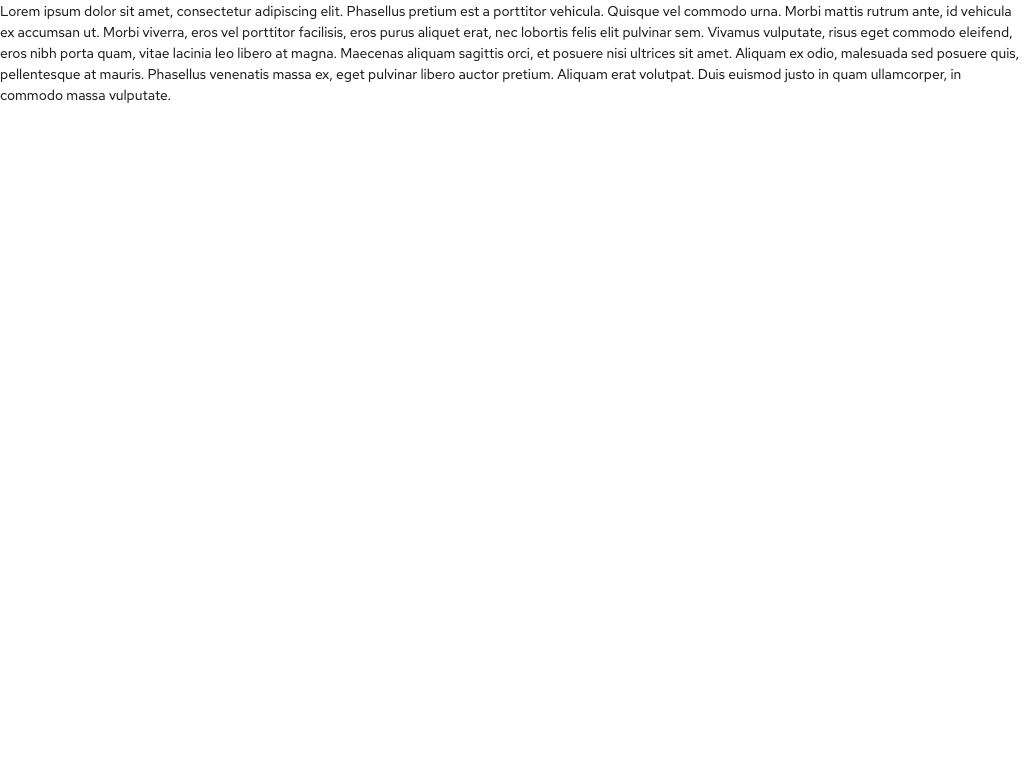 Lorem ipsum dolor sit amet, consectetur adipiscing elit. Phasellus pretium est a porttitor vehicula. Quisque vel commodo urna. Morbi mattis rutrum ante, id vehicula
ex accumsan ut. Morbi viverra, eros vel porttitor facilisis, eros purus aliquet erat, nec lobortis felis elit pulvinar sem. Vivamus vulputate, risus eget commodo eleifend,
eros nibh porta quam, vitae lacinia leo libero at magna. Maecenas aliquam sagittis orci, et posuere nisi ultrices sit amet. Aliquam ex odio, malesuada sed posuere quis,
pellentesque at mauris. Phasellus venenatis massa ex, eget pulvinar libero auctor pretium. Aliquam erat volutpat. Duis euismod justo in quam ullamcorper, in
commodo massa vulputate.